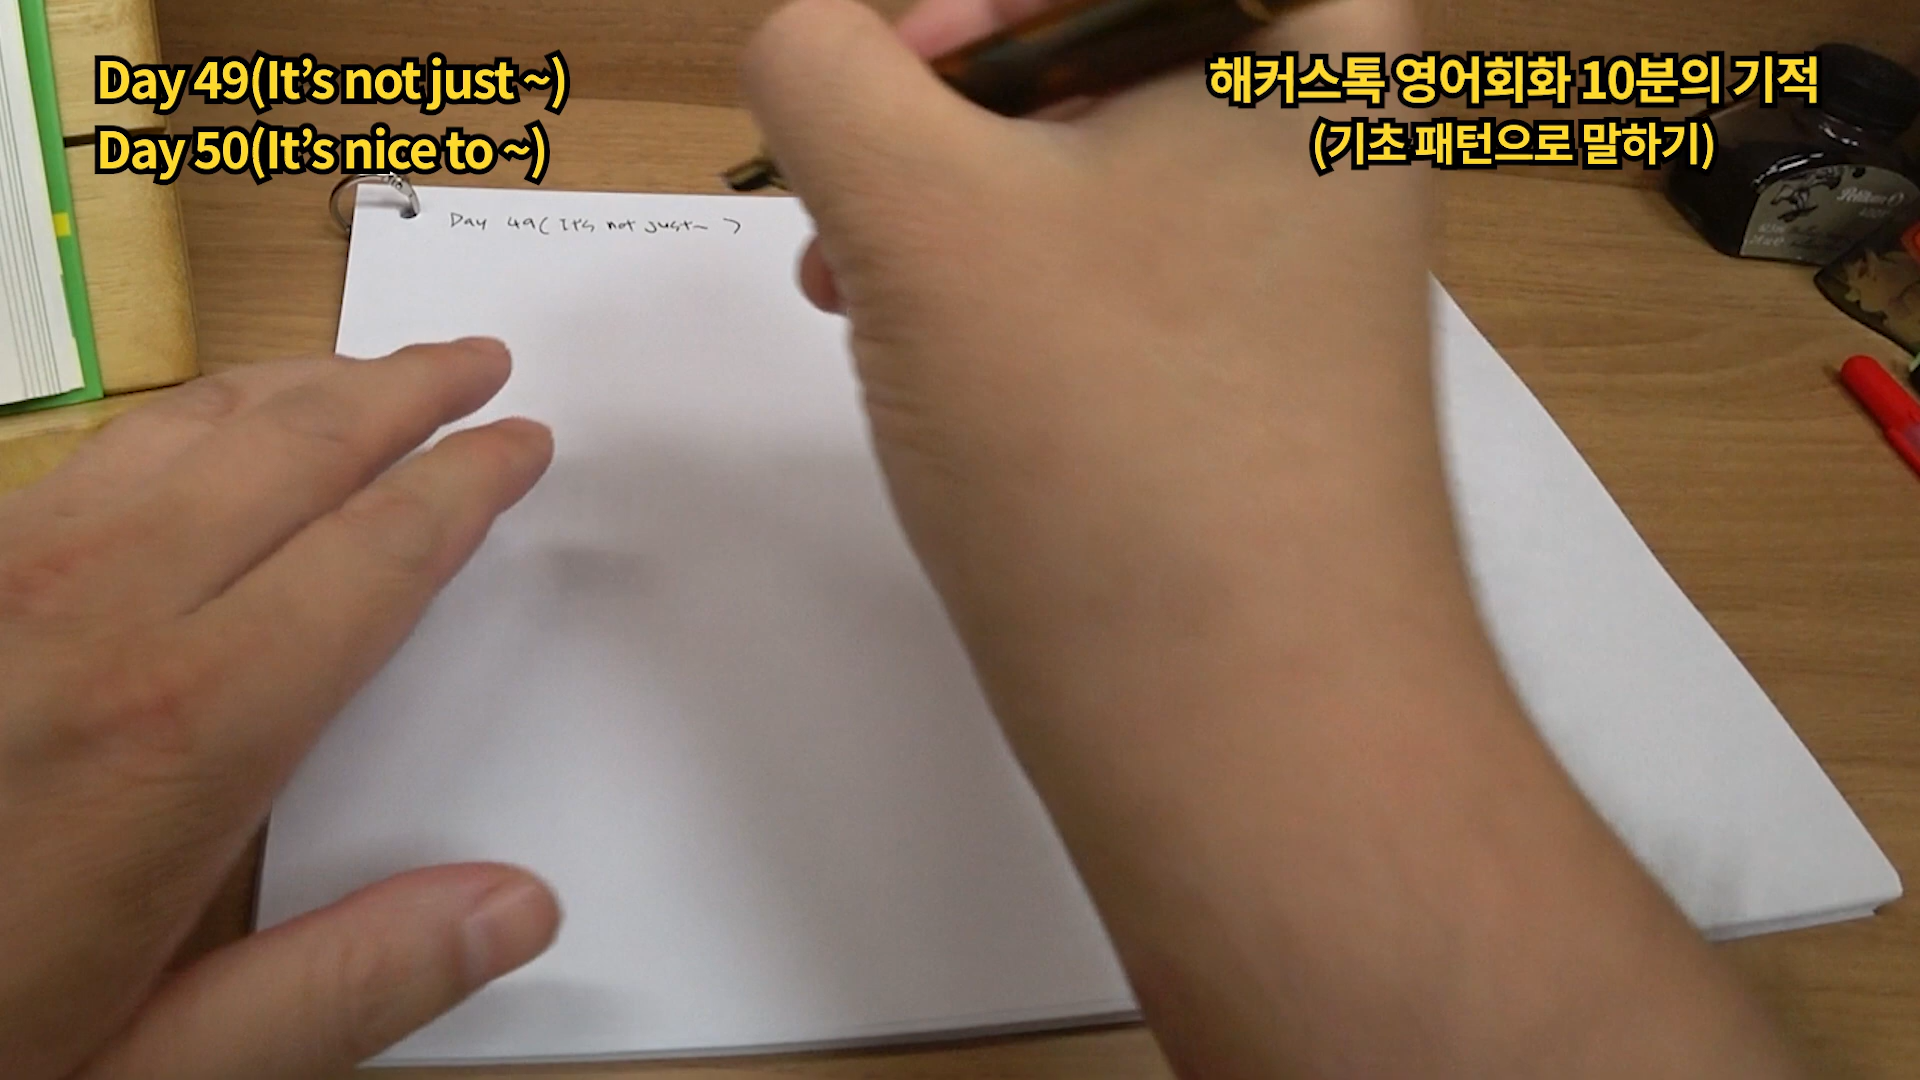 Day 49(It's not just ~)
Day 50(It's nice to ~)
해커스톡 영어회화 10분의 기적
(기초 패턴으로 말하기)
Day 49( It's not just~ )
Pelikan
4001